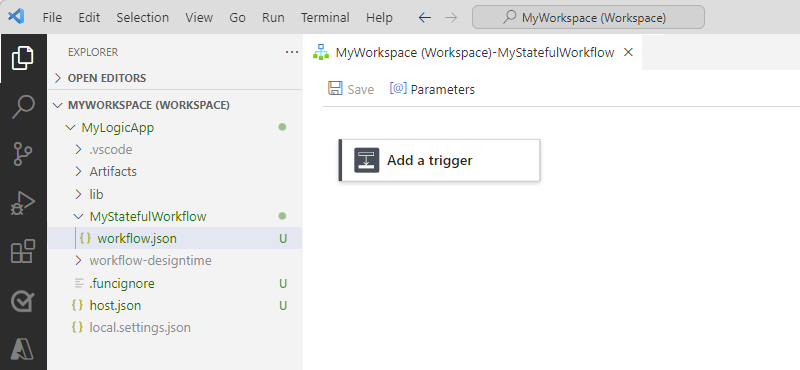 File Edit Selection View Go Run Terminal Help MyWorkspace (Workspace)
EXPLORER
OPEN EDITORS
MYWORKSPACE (WORKSPACE)
MyLogicApp
.vscode
Artifacts
lib
MyStatefulWorkflow
{} workflow.json U
workflow-designtime
.funcignore U
{} host.json U
{} local.settings.json
MyWorkspace (Workspace)-MyStatefulWorkflow
Save [@] Parameters
Add a trigger